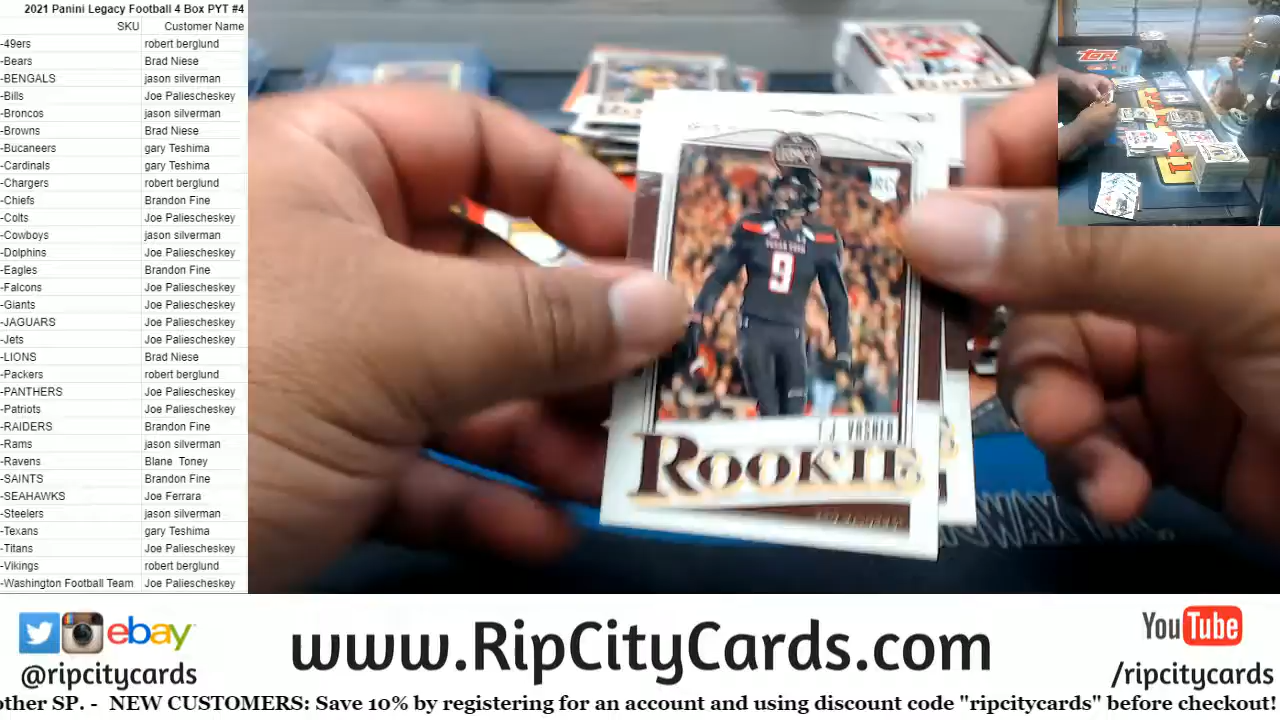 2021 Panini Legacy Football 4 Box PYT #4
SKU Customer Name
-49ers robert berglund
-Bears Brad Niese
-BENGALS jason silverman
-Bills Joe Paliescheskey
-Broncos jason silverman
-Browns Brad Niese
-Bucaneers gary Teshima
-Cardinals gary Teshima
-Chargers robert berglund
-Chiefs Brandon Fine
-Colts Joe Paliescheskey
-Cowboys jason silverman
-Dolphins Joe Paliescheskey
-Eagles Brandon Fine
-Falcons Joe Paliescheskey
-Giants Joe Paliescheskey
-JAGUARS Joe Paliescheskey
-Jets Joe Paliescheskey
-LIONS Brad Niese
-Packers robert berglund
-PANTHERS Joe Paliescheskey
-Patriots Joe Paliescheskey
-RAIDERS Brandon Fine
-Rams jason silverman
-Ravens Blane Toney
-SAINTS Brandon Fine
-SEAHAWKS Joe Ferrara
-Steelers jason silverman
-Texans gary Teshima
-Titans Joe Paliescheskey
-Vikings robert berglund
-Washington Football Team Joe Paliescheskey
Topps
LEGACY
RC
TEXAS TECH
9
T.J. VASHER
ROOKIE
ebay
@ripcitycards
www.RipCityCards.com
YouTube
/ripcitycards
other SP. - NEW CUSTOMERS: Save 10% by registering for an account and using discount code "ripcitycards" before checkout!